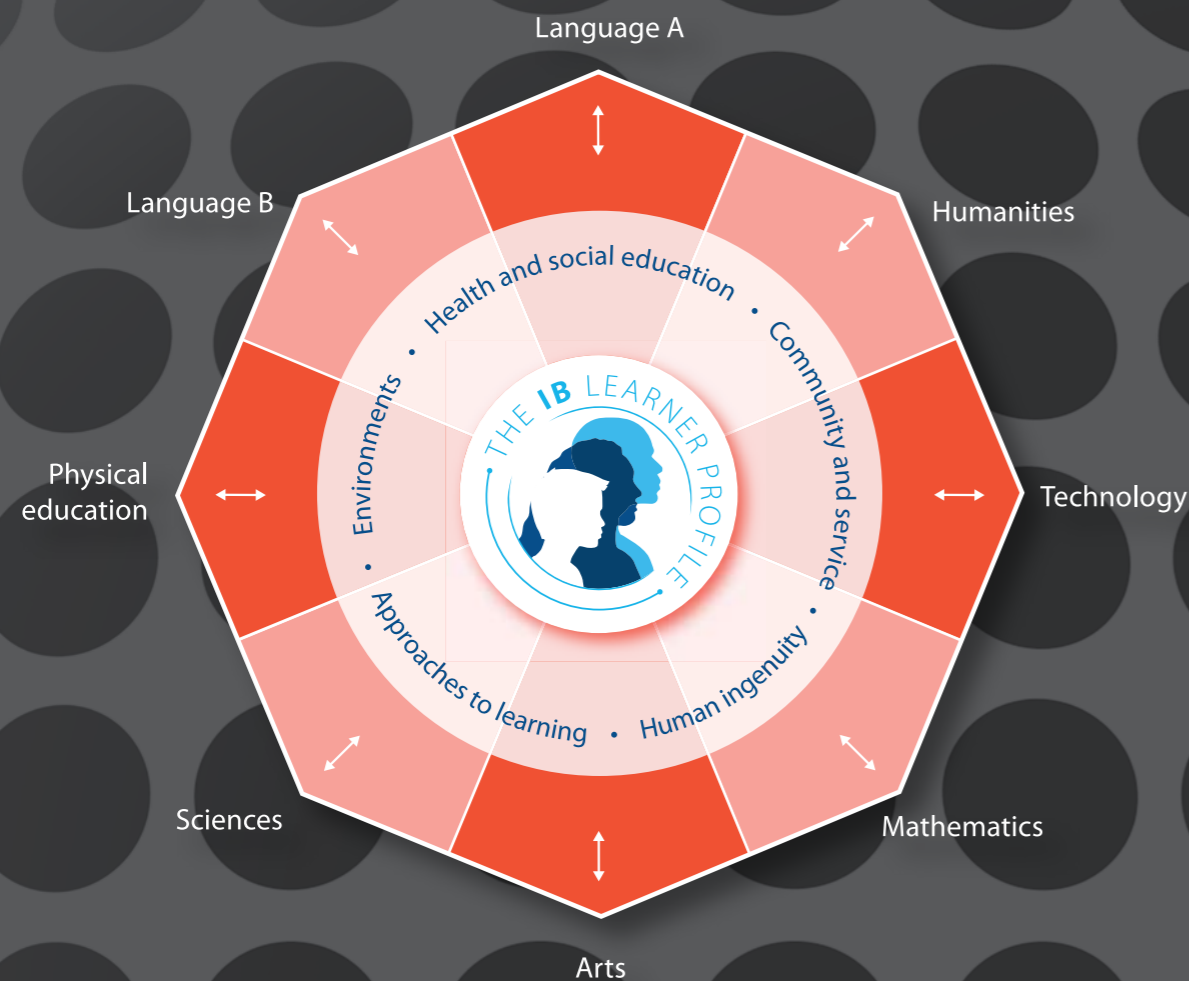 Language A
Language B
Humanities
Health and social education • Community and service • Human ingenuity • Approaches to learning • Environments •
THE IB LEARNER PROFILE
Physical
education
Technology
Sciences
Mathematics
Arts